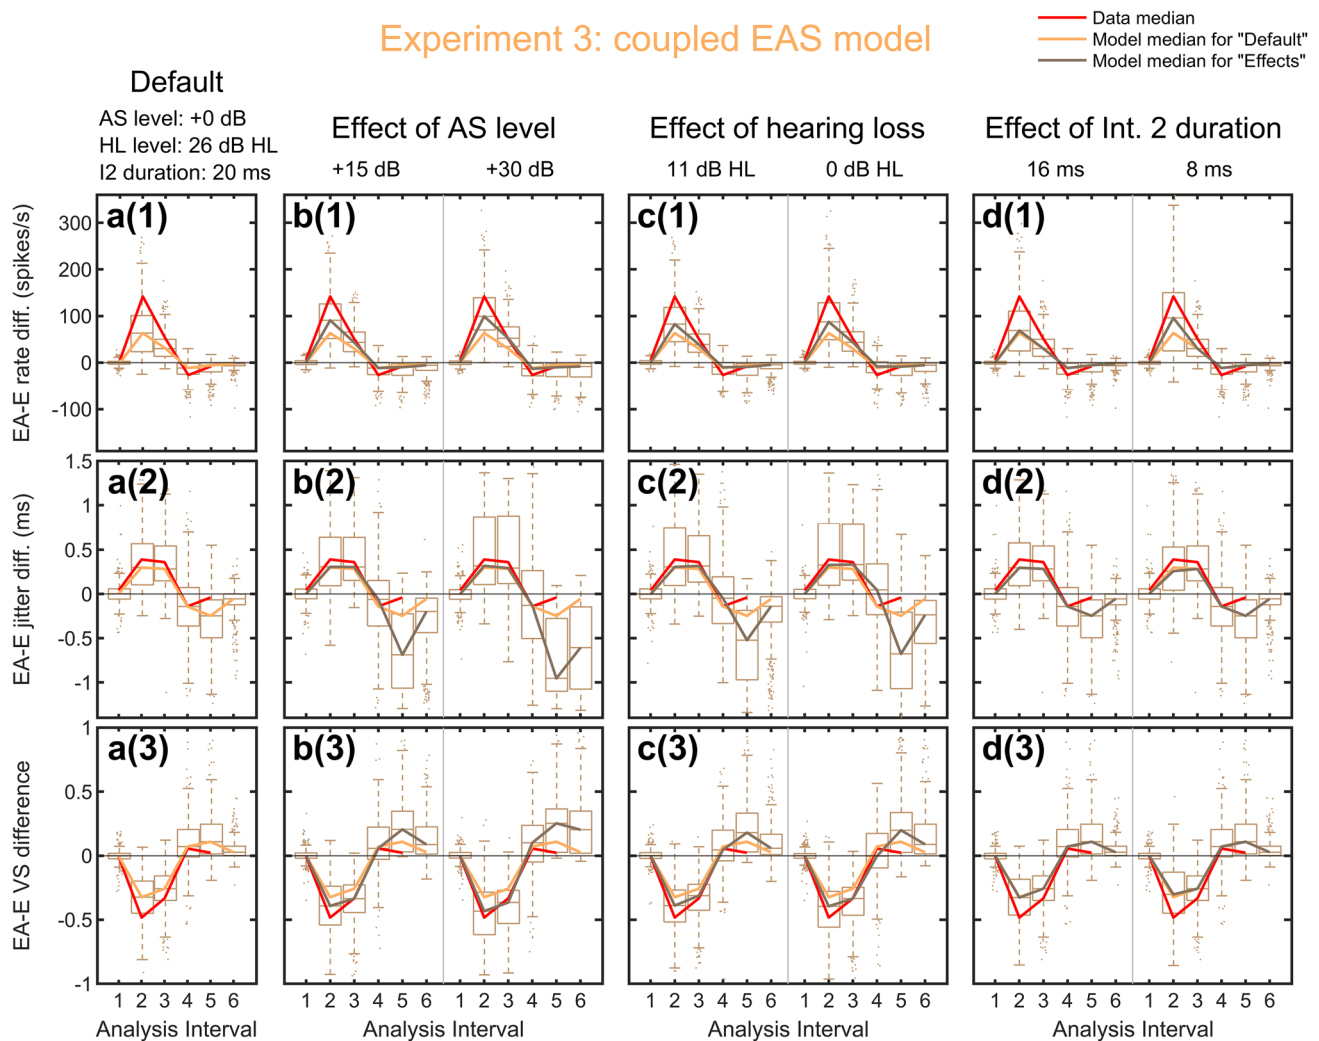 Experiment 3: coupled EAS model
Data median
Model median for "Default"
Model median for "Effects"
Default
AS level: +0 dB
HL level: 26 dB HL
I2 duration: 20 ms
Effect of AS level
+15 dB +30 dB
Effect of hearing loss
11 dB HL 0 dB HL
Effect of Int. 2 duration
16 ms 8 ms
EA-E rate diff. (spikes/s)
300
200
100
0
-100
a(1) b(1) c(1) d(1)
EA-E jitter diff. (ms)
1.5
1
0.5
0
-0.5
-1
a(2) b(2) c(2) d(2)
EA-E VS difference
1
0.5
0
-0.5
-1
a(3) b(3) c(3) d(3)
1 2 3 4 5 6 1 2 3 4 5 6 1 2 3 4 5 6 1 2 3 4 5 6 1 2 3 4 5 6 1 2 3 4 5 6 1 2 3 4 5 6
Analysis Interval Analysis Interval Analysis Interval Analysis Interval